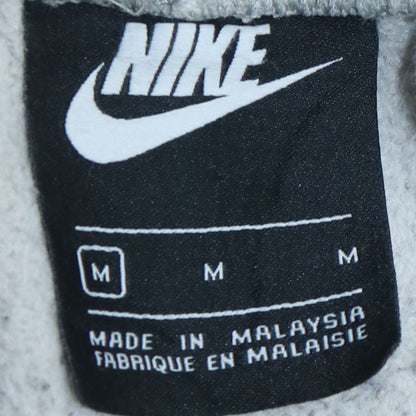 NIKE
M M M
MADE IN MALAYSIA
FABRIQUE EN MALAISIE